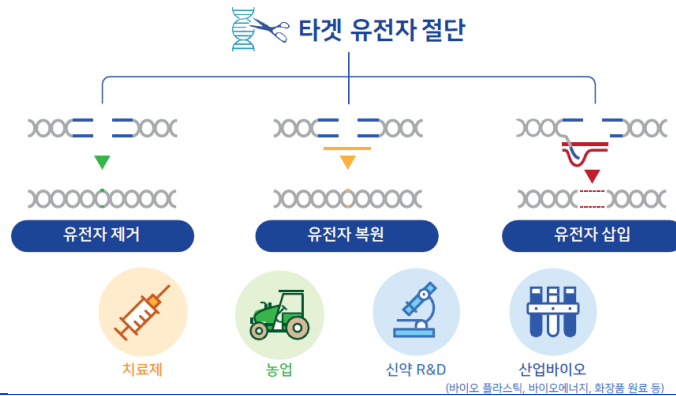 타겟 유전자 절단
유전자 제거
유전자 복원
유전자 삽입
치료제
농업
신약 R&D
산업바이오
(바이오 플라스틱, 바이오에너지, 화장품 원료 등)